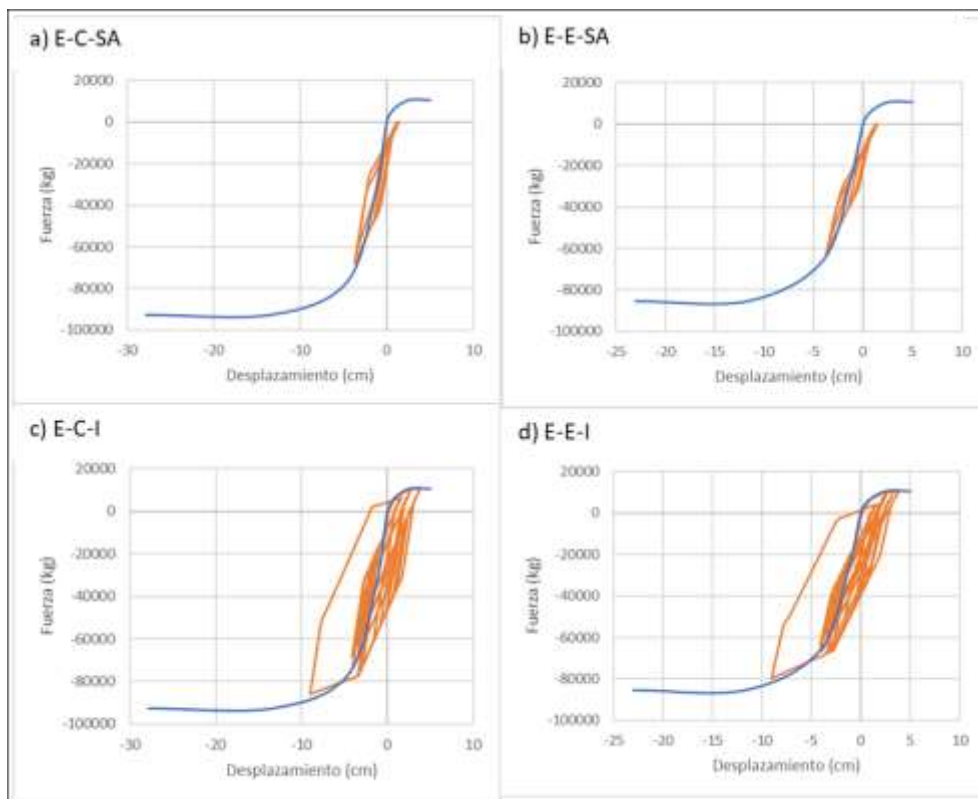 a) E-C-SA
20000
0
-20000
-40000
-60000
-80000
-100000
Fuerza (kg)
-30 -20 -10 0 10
Desplazamiento (cm)
b) E-E-SA
20000
0
-20000
-40000
-60000
-80000
-100000
Fuerza (kg)
-25 -20 -15 -10 -5 0 5 10
Desplazamiento (cm)
c) E-C-I
20000
0
-20000
-40000
-60000
-80000
-100000
Fuerza (kg)
-30 -20 -10 0 10
Desplazamiento (cm)
d) E-E-I
20000
0
-20000
-40000
-60000
-80000
-100000
Fuerza (kg)
-25 -20 -15 -10 -5 0 5 10
Desplazamiento (cm)